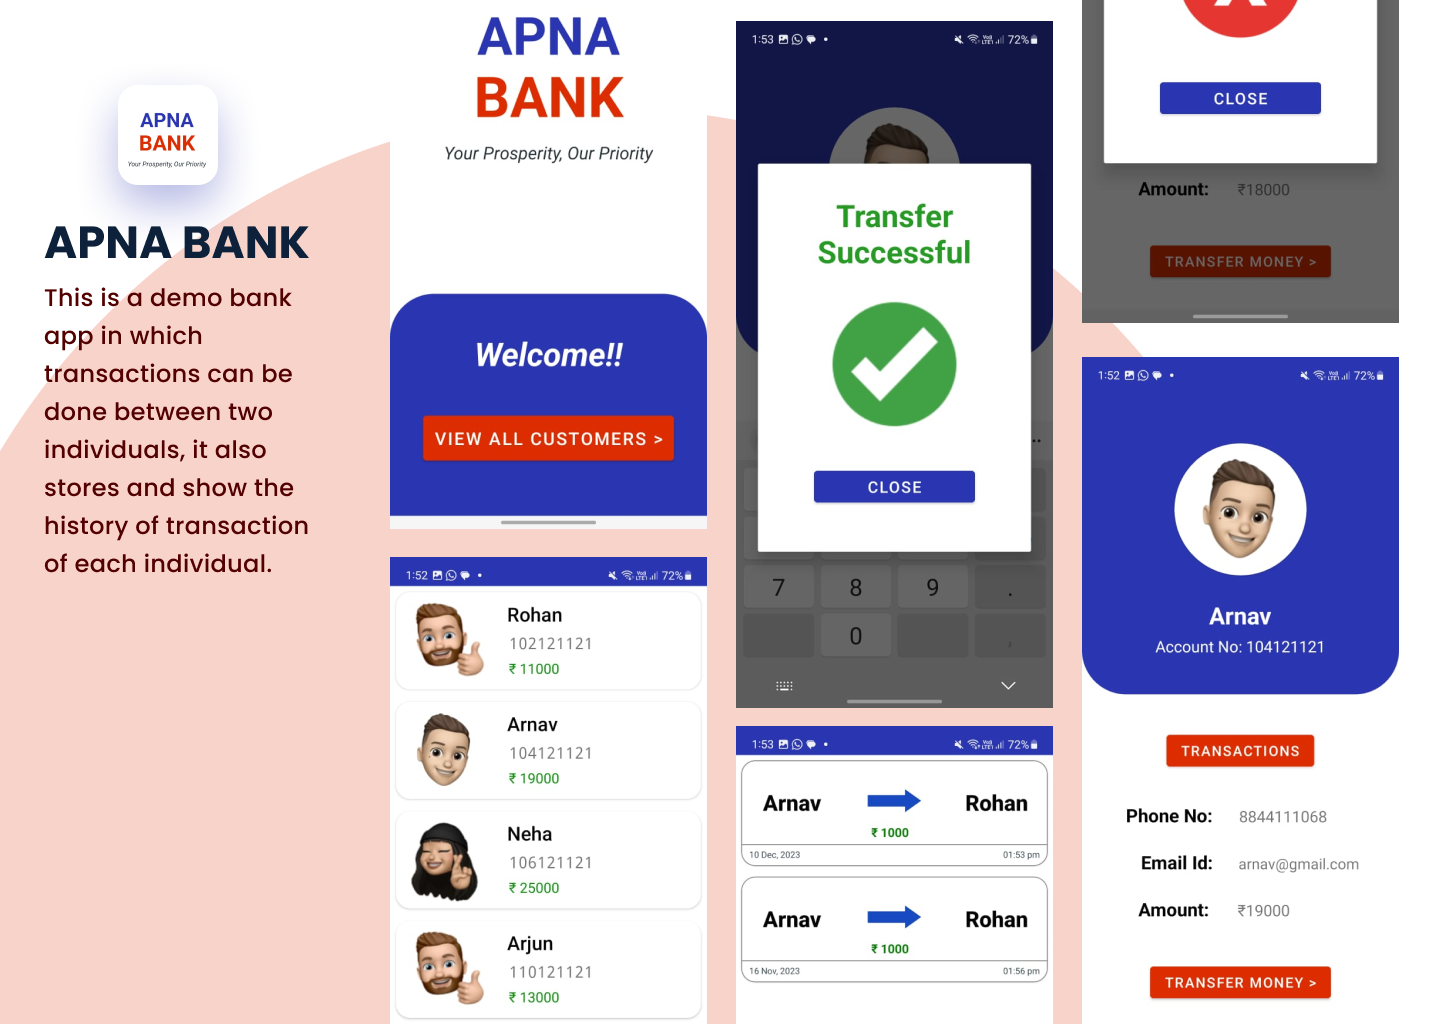 APNA
BANK
Your Prosperity, Our Priority
APNA BANK
This is a demo bank
app in which
transactions can be
done between two
individuals, it also
stores and show the
history of transaction
of each individual.
APNA
BANK
Your Prosperity, Our Priority
Welcome!!
VIEW ALL CUSTOMERS >
1:52 72%
Rohan
102121121
₹ 11000
Arnav
104121121
₹ 19000
Neha
106121121
₹ 25000
Arjun
110121121
₹ 13000
1:53 72%
Transfer
Successful
CLOSE
7 8 9 .
0 ,
1:53 72%
Arnav Rohan
₹ 1000
10 Dec, 2023 01:53 pm
Arnav Rohan
₹ 1000
16 Nov, 2023 01:56 pm
CLOSE
Amount: ₹18000
TRANSFER MONEY >
1:52 72%
Arnav
Account No: 104121121
TRANSACTIONS
Phone No: 8844111068
Email Id: arnav@gmail.com
Amount: ₹19000
TRANSFER MONEY >